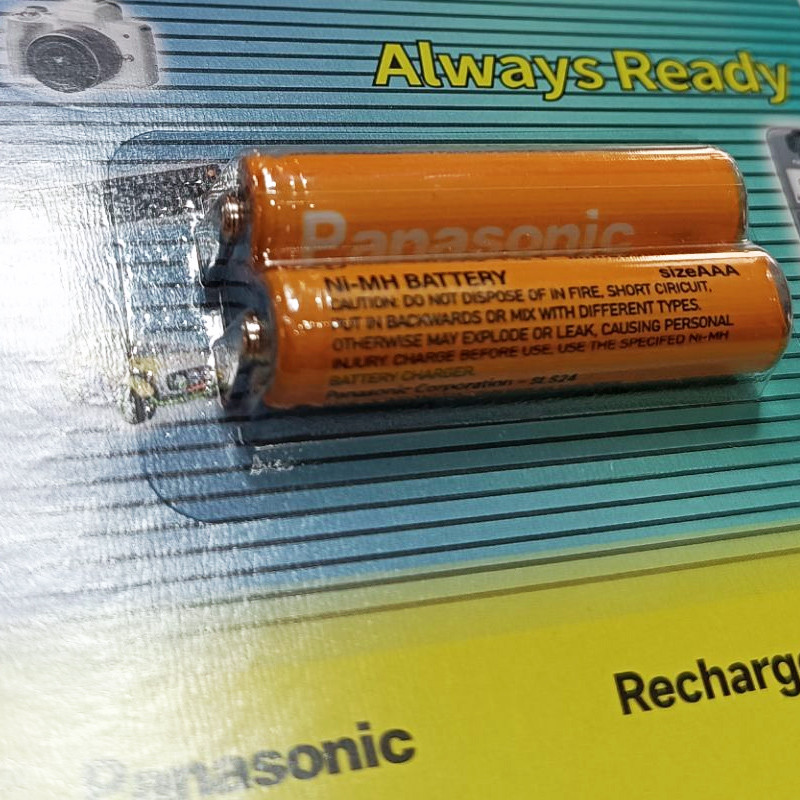 Always Ready
Panasonic
Ni-MH BATTERY sizeAAA
CAUTION: DO NOT DISPOSE OF IN FIRE, SHORT CIRICUIT,
PUT IN BACKWARDS OR MIX WITH DIFFERENT TYPES.
OTHERWISE MAY EXPLODE OR LEAK, CAUSING PERSONAL
INJURY. CHARGE BEFORE USE, USE THE SPECIFED Ni-MH
BATTERY CHARGER.
Panasonic Corporation - SLS24
Recharg
Panasonic